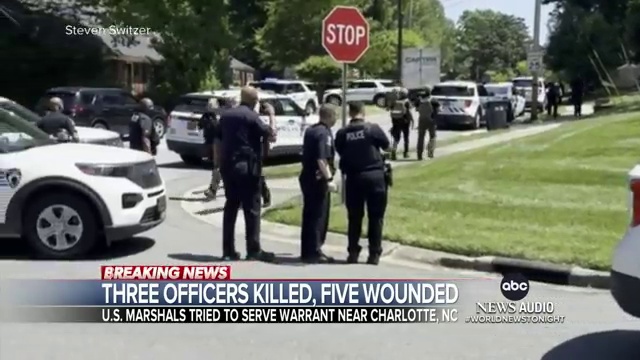 Steven Switzer
STOP
POLICE
BREAKING NEWS
THREE OFFICERS KILLED, FIVE WOUNDED
U.S. MARSHALS TRIED TO SERVE WARRANT NEAR CHARLOTTE, NC
abc
NEWS AUDIO
#WORLDNEWSTONIGHT